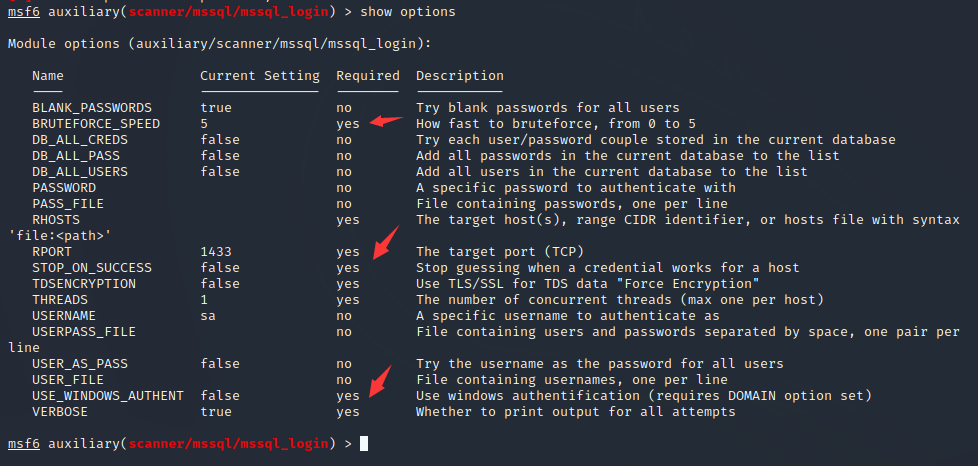 msf6 auxiliary(scanner/mssql/mssql_login) > show options
Module options (auxiliary/scanner/mssql/mssql_login):
Name Current Setting Required Description
---- --------------- -------- -----------
BLANK_PASSWORDS true no Try blank passwords for all users
BRUTEFORCE_SPEED 5 yes How fast to bruteforce, from 0 to 5
DB_ALL_CREDS false no Try each user/password couple stored in the current database
DB_ALL_PASS false no Add all passwords in the current database to the list
DB_ALL_USERS false no Add all users in the current database to the list
PASSWORD no A specific password to authenticate with
PASS_FILE no File containing passwords, one per line
RHOSTS yes The target host(s), range CIDR identifier, or hosts file with syntax
'file:<path>'
RPORT 1433 yes The target port (TCP)
STOP_ON_SUCCESS false yes Stop guessing when a credential works for a host
TDSENCRYPTION false yes Use TLS/SSL for TDS data "Force Encryption"
THREADS 1 yes The number of concurrent threads (max one per host)
USERNAME sa no A specific username to authenticate as
USERPASS_FILE no File containing users and passwords separated by space, one pair per
line
USER_AS_PASS false no Try the username as the password for all users
USER_FILE no File containing usernames, one per line
USE_WINDOWS_AUTHENT false yes Use windows authentification (requires DOMAIN option set)
VERBOSE true yes Whether to print output for all attempts
msf6 auxiliary(scanner/mssql/mssql_login) >